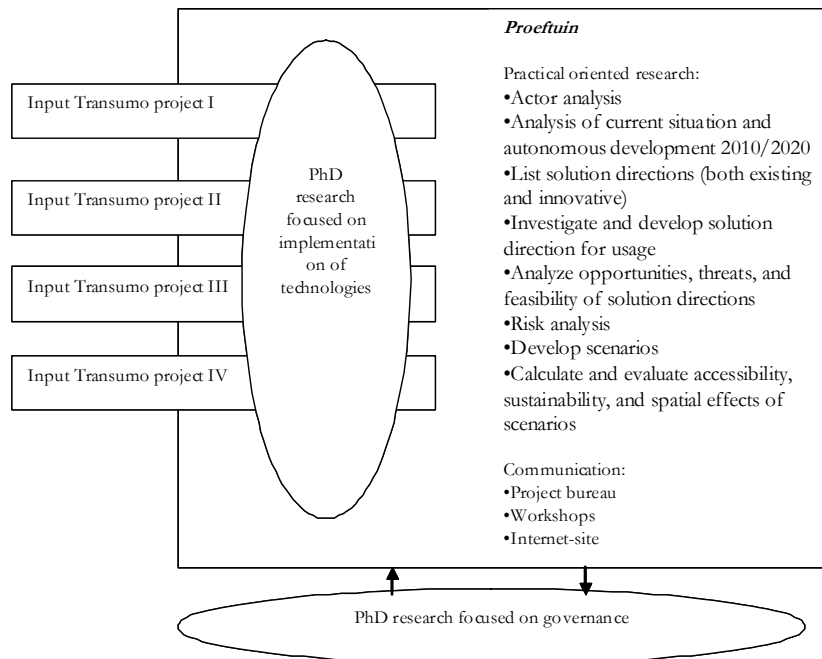 Input Transumo project I
Input Transumo project II
Input Transumo project III
Input Transumo project IV
PhD
research
focused on
implementati
on of
technologies
Proeftuin
Practical oriented research:
•Actor analysis
•Analysis of current situation and
autonomous development 2010/2020
•List solution directions (both existing
and innovative)
•Investigate and develop solution
direction for usage
•Analyze opportunities, threats, and
feasibility of solution directions
•Risk analysis
•Develop scenarios
•Calculate and evaluate accessibility,
sustainability, and spatial effects of
scenarios
Communication:
•Project bureau
•Workshops
•Internet-site
PhD research focused on governance